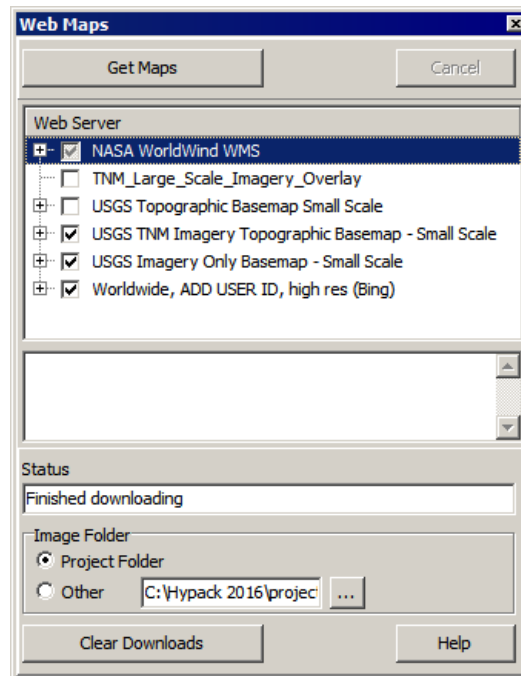 Web Maps
Get Maps
Cancel
Web Server
NASA WorldWind WMS
TNM_Large_Scale_Imagery_Overlay
USGS Topographic Basemap Small Scale
USGS TNM Imagery Topographic Basemap - Small Scale
USGS Imagery Only Basemap - Small Scale
Worldwide, ADD USER ID, high res (Bing)
Status
Finished downloading
Image Folder
Project Folder
Other C:\Hypack 2016\project ...
Clear Downloads
Help